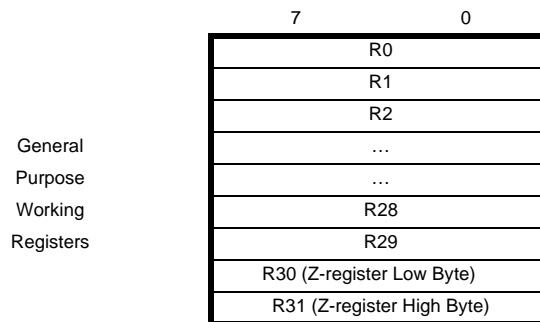 7 0
R0
R1
R2
General …
Purpose …
Working R28
Registers R29
R30 (Z-register Low Byte)
R31 (Z-register High Byte)